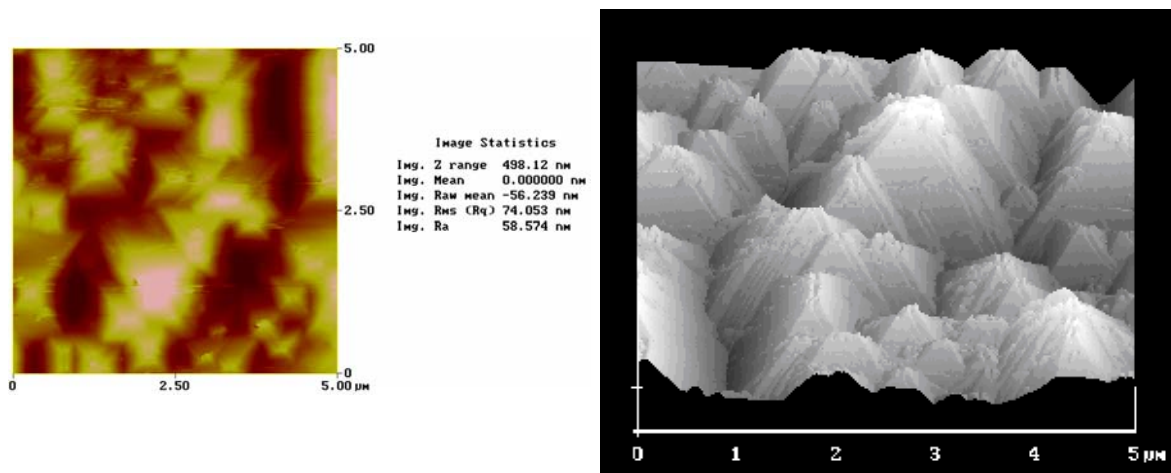 5.00
2.50
0
0 2.50 5.00 µm
Image Statistics
Img. Z range 498.12 nm
Img. Mean 0.000000 nm
Img. Raw mean -56.239 nm
Img. Rms (Rq) 74.053 nm
Img. Ra 58.574 nm
0 1 2 3 4 5 µm